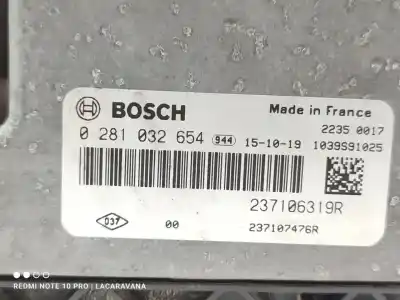 BOSCH
Made in France
2235 0017
0 281 032 654 944 15-10-19 1039S91025
237106319R
D37 00 237107476R
REDMI NOTE 10 PRO | LACARAVANA